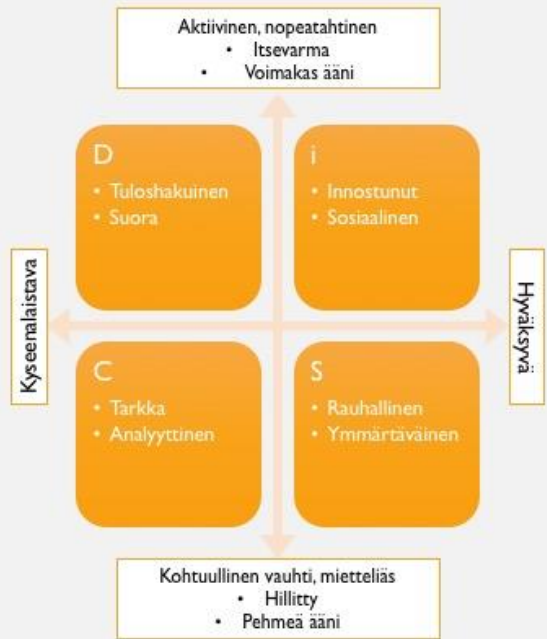 Aktiivinen, nopeatahtinen
• Itsevarma
• Voimakas ääni
D
• Tuloshakuinen
• Suora
i
• Innostunut
• Sosiaalinen
Kyseenalaistava
Hyväksyvä
C
• Tarkka
• Analyyttinen
S
• Rauhallinen
• Ymmärtäväinen
Kohtuullinen vauhti, mietteliäs
• Hillitty
• Pehmeä ääni